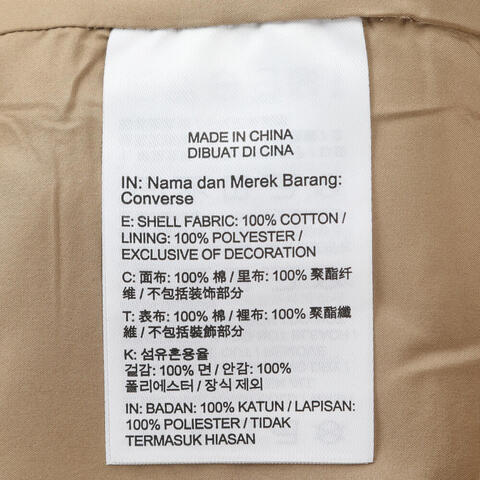 MADE IN CHINA
DIBUAT DI CINA
IN: Nama dan Merek Barang:
Converse
E: SHELL FABRIC: 100% COTTON /
LINING: 100% POLYESTER /
EXCLUSIVE OF DECORATION
C: 面布: 100% 棉 / 里布: 100% 聚酯纤
维 / 不包括装饰部分
T: 表布: 100% 棉 / 裡布: 100% 聚酯纖
維 / 不包括裝飾部分
K: 섬유혼용율
겉감: 100% 면 / 안감: 100%
폴리에스터 / 장식 제외
IN: BADAN: 100% KATUN / LAPISAN:
100% POLIESTER / TIDAK
TERMASUK HIASAN